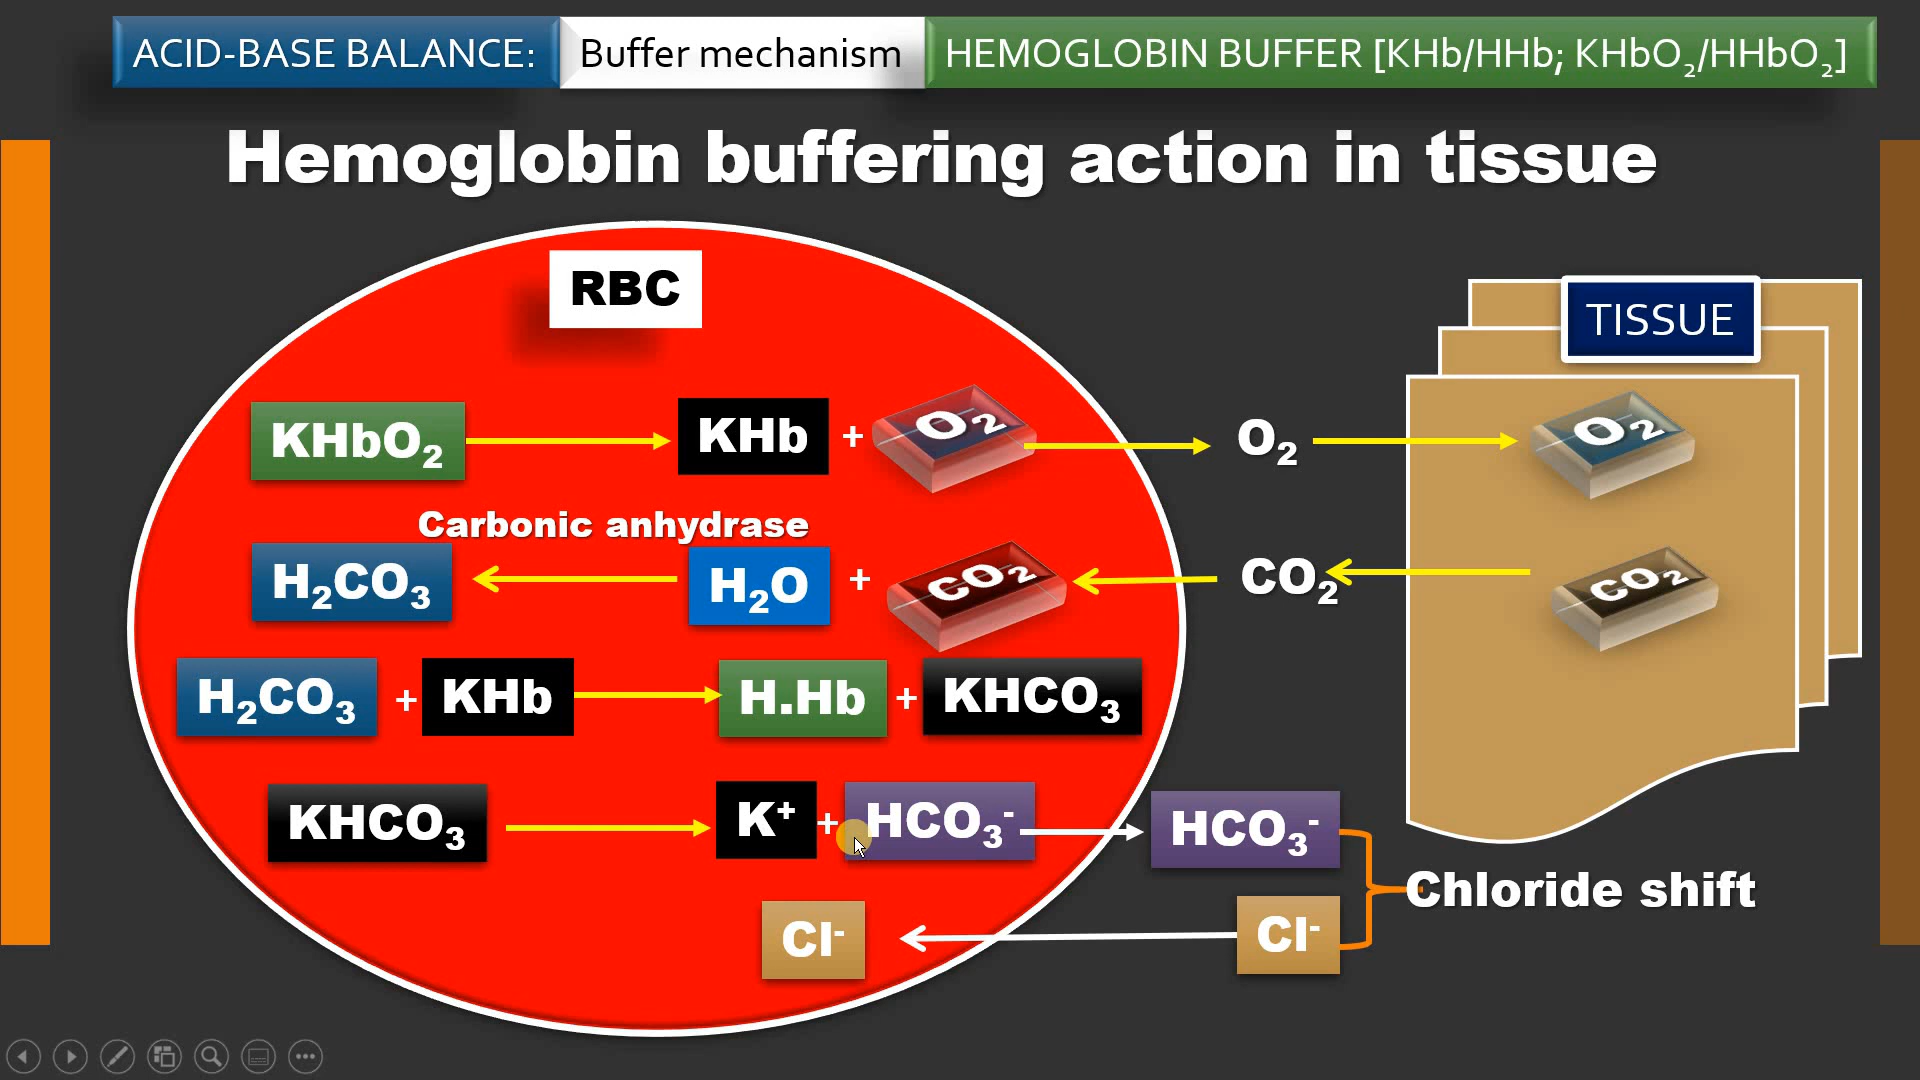 ACID-BASE BALANCE: Buffer mechanism HEMOGLOBIN BUFFER [KHb/HHb; KHbO₂/HHbO₂]
Hemoglobin buffering action in tissue
RBC
TISSUE
KHbO₂ KHb + O₂ O₂ O₂
Carbonic anhydrase
H₂CO₃ H₂O + CO₂ CO₂ CO₂
H₂CO₃ + KHb H.Hb + KHCO₃
KHCO₃ K⁺ + HCO₃⁻ HCO₃⁻
Chloride shift
Cl⁻ Cl⁻